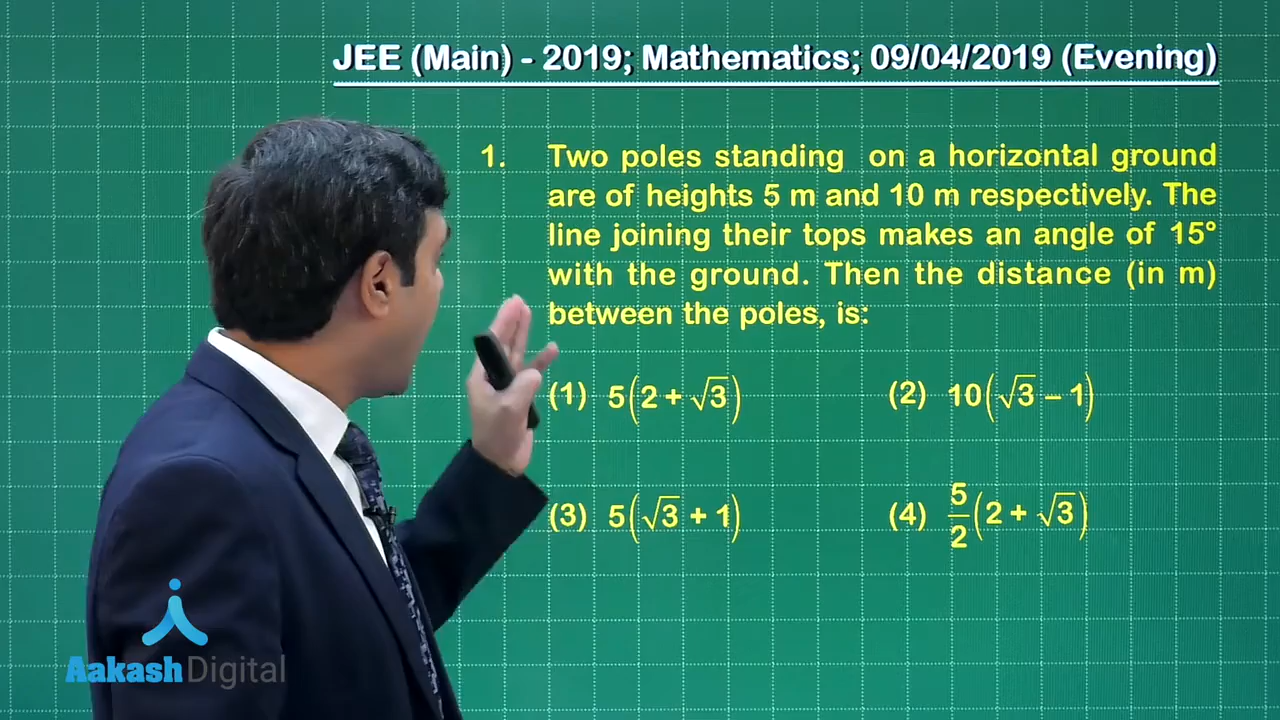 JEE (Main) - 2019; Mathematics; 09/04/2019 (Evening)
1. Two poles standing on a horizontal ground
are of heights 5 m and 10 m respectively. The
line joining their tops makes an angle of 15°
with the ground. Then the distance (in m)
between the poles, is:
(1) 5(2 + √3) (2) 10(√3 – 1)
(3) 5(√3 + 1) (4) 5/2(2 + √3)
Aakash Digital